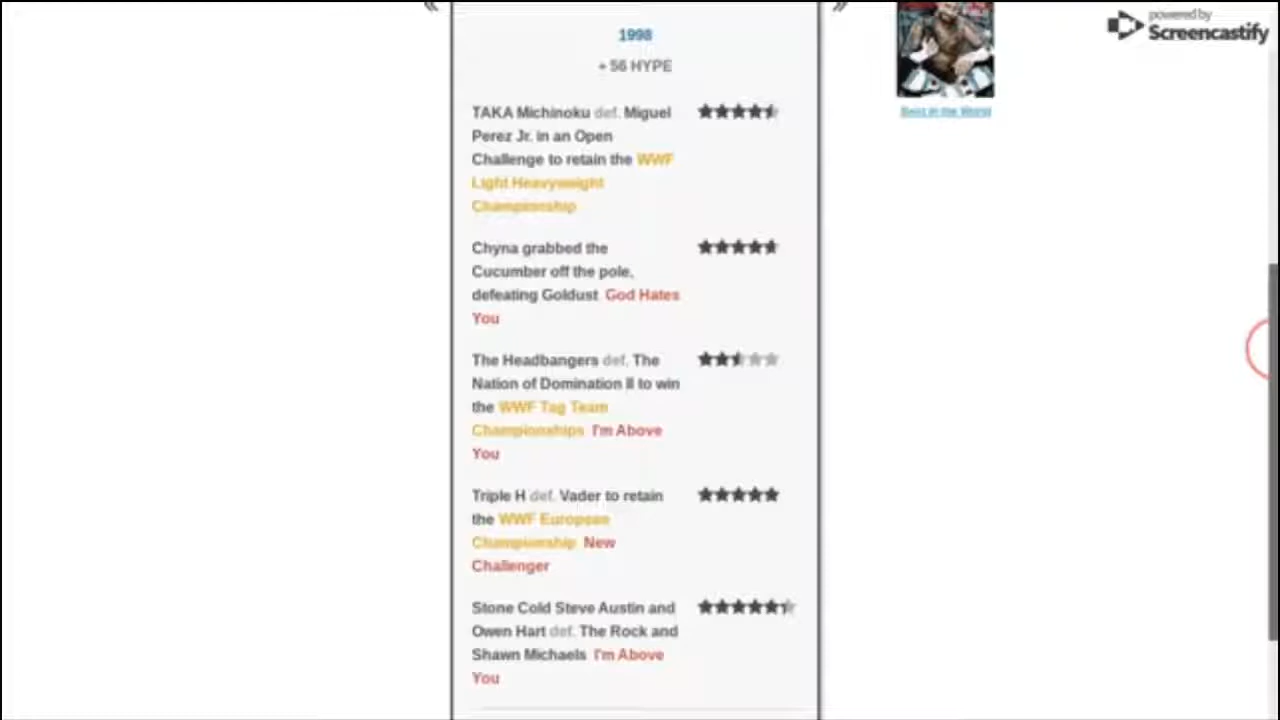 1998
+ 56 HYPE
TAKA Michinoku def. Miguel
Perez Jr. in an Open
Challenge to retain the WWF
Light Heavyweight
Championship
Chyna grabbed the
Cucumber off the pole,
defeating Goldust God Hates
You
The Headbangers def. The
Nation of Domination II to win
the WWF Tag Team
Championships I'm Above
You
Triple H def. Vader to retain
the WWF European
Championship New
Challenger
Stone Cold Steve Austin and
Owen Hart def. The Rock and
Shawn Michaels I'm Above
You
Best in the World
powered by
Screencastify